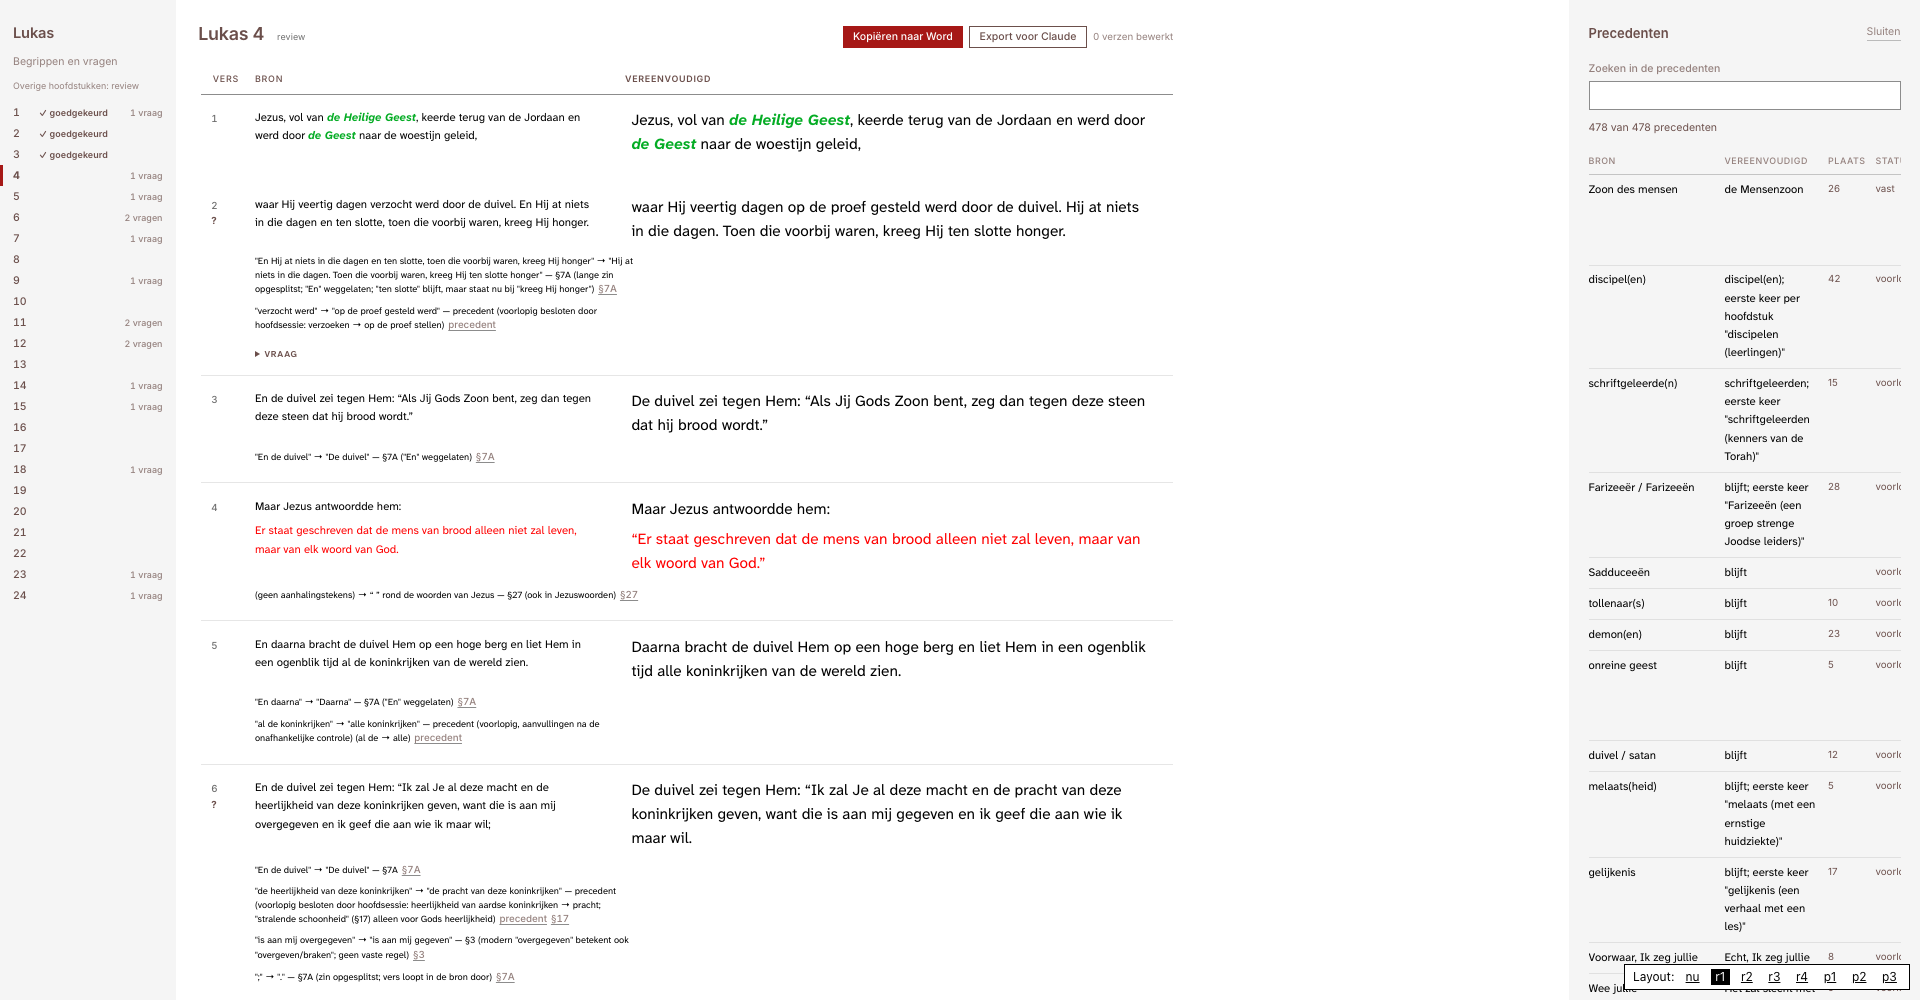 Lukas
Begrippen en vragen
Overige hoofdstukken: review
1 ✓ goedgekeurd 1 vraag
2 ✓ goedgekeurd
3 ✓ goedgekeurd
4 1 vraag
5 1 vraag
6 2 vragen
7 1 vraag
8
9 1 vraag
10
11 2 vragen
12 2 vragen
13
14 1 vraag
15 1 vraag
16
17
18 1 vraag
19
20
21
22
23 1 vraag
24 1 vraag
Lukas 4 review
Kopiëren naar Word Export voor Claude 0 verzen bewerkt
VERS BRON VEREENVOUDIGD
1
Jezus, vol van de Heilige Geest, keerde terug van de Jordaan en
werd door de Geest naar de woestijn geleid,
Jezus, vol van de Heilige Geest, keerde terug van de Jordaan en werd door
de Geest naar de woestijn geleid,
2
?
waar Hij veertig dagen verzocht werd door de duivel. En Hij at niets
in die dagen en ten slotte, toen die voorbij waren, kreeg Hij honger.
waar Hij veertig dagen op de proef gesteld werd door de duivel. Hij at niets
in die dagen. Toen die voorbij waren, kreeg Hij ten slotte honger.
"En Hij at niets in die dagen en ten slotte, toen die voorbij waren, kreeg Hij honger" → "Hij at
niets in die dagen. Toen die voorbij waren, kreeg Hij ten slotte honger" — §7A (lange zin
opgesplitst; "En" weggelaten; "ten slotte" blijft, maar staat nu bij "kreeg Hij honger") §7A
"verzocht werd" → "op de proef gesteld werd" — precedent (voorlopig besloten door
hoofdsessie: verzoeken → op de proef stellen) precedent
▶ VRAAG
3
En de duivel zei tegen Hem: “Als Jij Gods Zoon bent, zeg dan tegen
deze steen dat hij brood wordt.”
De duivel zei tegen Hem: “Als Jij Gods Zoon bent, zeg dan tegen deze steen
dat hij brood wordt.”
"En de duivel" → "De duivel" — §7A ("En" weggelaten) §7A
4
Maar Jezus antwoordde hem:
Er staat geschreven dat de mens van brood alleen niet zal leven,
maar van elk woord van God.
Maar Jezus antwoordde hem:
“Er staat geschreven dat de mens van brood alleen niet zal leven, maar van
elk woord van God.”
(geen aanhalingstekens) → “ ” rond de woorden van Jezus — §27 (ook in Jezuswoorden) §27
5
En daarna bracht de duivel Hem op een hoge berg en liet Hem in
een ogenblik tijd al de koninkrijken van de wereld zien.
Daarna bracht de duivel Hem op een hoge berg en liet Hem in een ogenblik
tijd alle koninkrijken van de wereld zien.
"En daarna" → "Daarna" — §7A ("En" weggelaten) §7A
"al de koninkrijken" → "alle koninkrijken" — precedent (voorlopig, aanvullingen na de
onafhankelijke controle) (al de → alle) precedent
6
?
En de duivel zei tegen Hem: “Ik zal Je al deze macht en de
heerlijkheid van deze koninkrijken geven, want die is aan mij
overgegeven en ik geef die aan wie ik maar wil;
De duivel zei tegen Hem: “Ik zal Je al deze macht en de pracht van deze
koninkrijken geven, want die is aan mij gegeven en ik geef die aan wie ik
maar wil.
"En de duivel" → "De duivel" — §7A §7A
"de heerlijkheid van deze koninkrijken" → "de pracht van deze koninkrijken" — precedent
(voorlopig besloten door hoofdsessie: heerlijkheid van aardse koninkrijken → pracht;
"stralende schoonheid" (§17) alleen voor Gods heerlijkheid) precedent §17
"is aan mij overgegeven" → "is aan mij gegeven" — §3 (modern "overgegeven" betekent ook
"overgeven/braken"; geen vaste regel) §3
";" → "." — §7A (zin opgesplitst; vers loopt in de bron door) §7A
Precedenten Sluiten
Zoeken in de precedenten
478 van 478 precedenten
BRON VEREENVOUDIGD PLAATS STATU
Zoon des mensen de Mensenzoon 26 vast
discipel(en) discipel(en); 42 voorlo
eerste keer per
hoofdstuk
"discipelen
(leerlingen)"
schriftgeleerde(n) schriftgeleerden; 15 voorlo
eerste keer
"schriftgeleerden
(kenners van de
Torah)"
Farizeeër / Farizeeën blijft; eerste keer 28 voorlo
"Farizeeën (een
groep strenge
Joodse leiders)"
Sadduceeën blijft voorlo
tollenaar(s) blijft 10 voorlo
demon(en) blijft 23 voorlo
onreine geest blijft 5 voorlo
duivel / satan blijft 12 voorlo
melaats(heid) blijft; eerste keer 5 voorlo
"melaats (met een
ernstige
huidziekte)"
gelijkenis blijft; eerste keer 17 voorlo
"gelijkenis (een
verhaal met een
les)"
Voorwaar, Ik zeg jullie Echt, Ik zeg jullie 8 voorlo
Wee jullie
Layout: nu r1 r2 r3 r4 p1 p2 p3